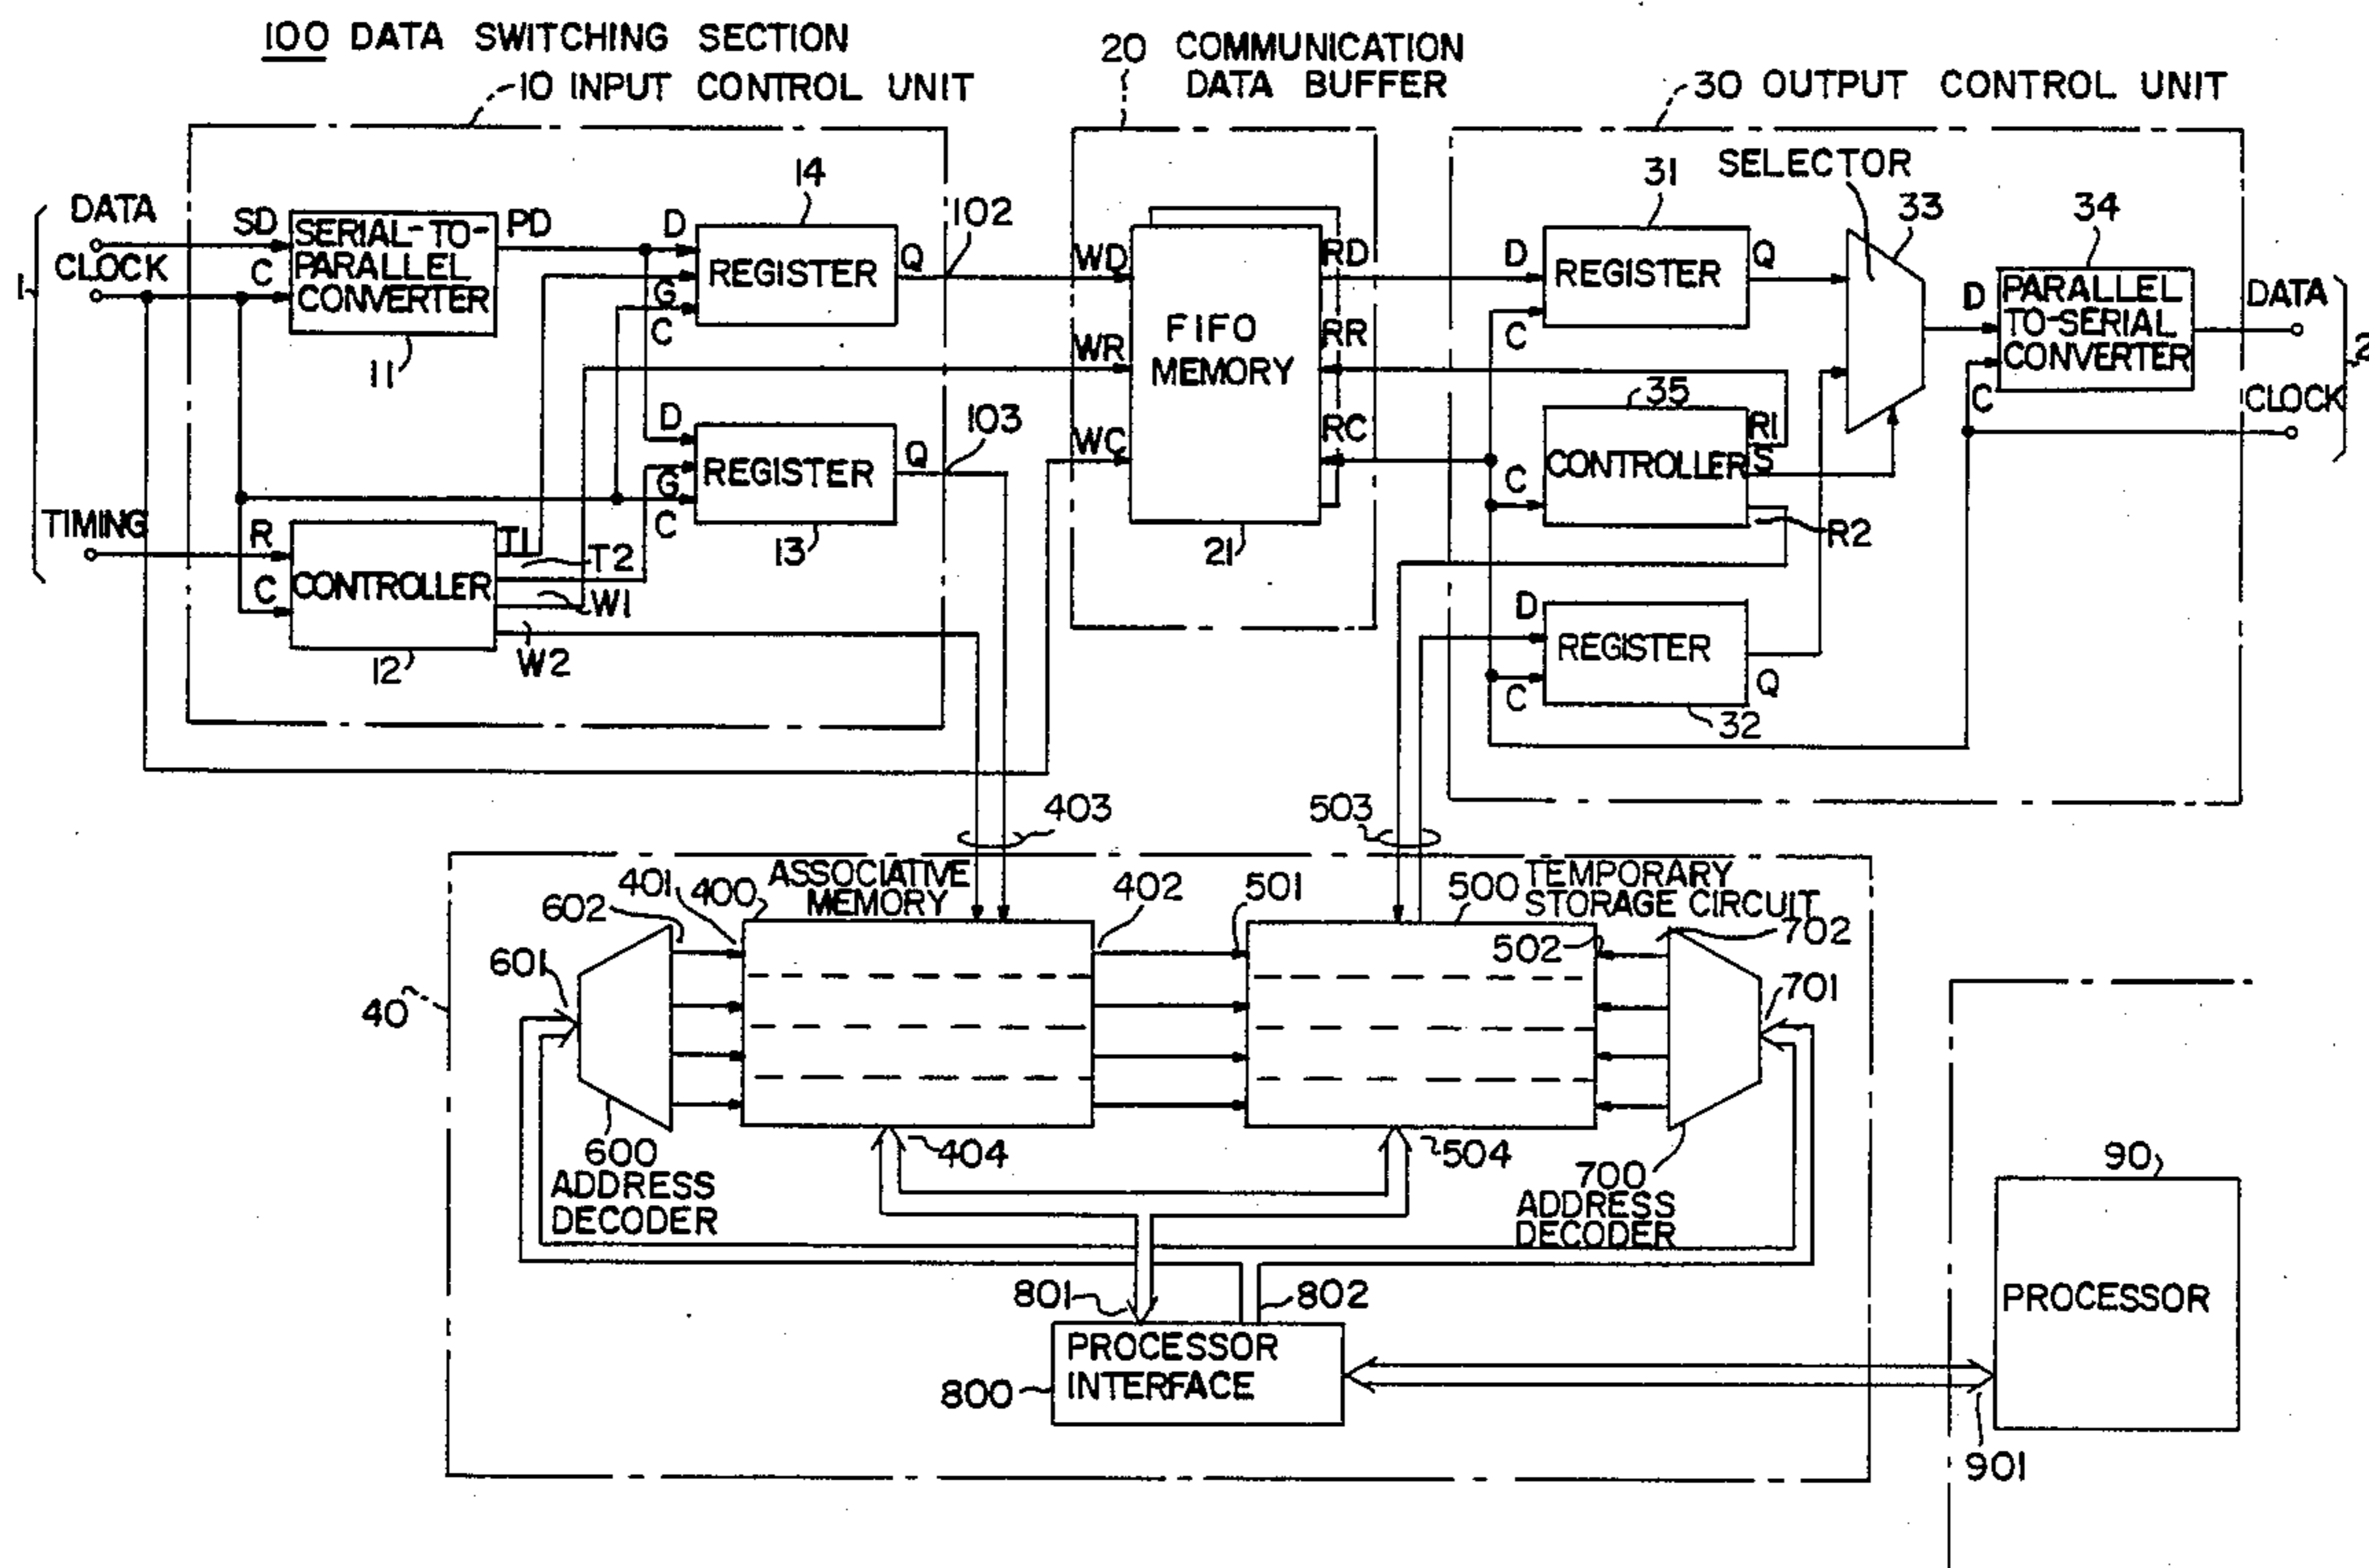 100 DATA SWITCHING SECTION
10 INPUT CONTROL UNIT
20 COMMUNICATION
DATA BUFFER
30 OUTPUT CONTROL UNIT
1
DATA
CLOCK
TIMING
SD
C
SERIAL-TO-
PARALLEL
CONVERTER
11
PD
R
C
CONTROLLER
12
T1
T2
W1
W2
14
D
G
C
REGISTER
Q
102
D
G
C
REGISTER
13
Q
103
WD
WR
WC
FIFO
MEMORY
21
RD
RR
RC
31
D
C
REGISTER
Q
SELECTOR
33
35
C
CONTROLLER
R1
S
R2
D
C
REGISTER
Q
32
34
D
C
PARALLEL
TO-SERIAL
CONVERTER
DATA
CLOCK
2
403
503
40
601
602
401
400
ASSOCIATIVE
MEMORY
402
501
500
TEMPORARY
STORAGE CIRCUIT
502
702
701
600
ADDRESS
DECODER
404
504
700
ADDRESS
DECODER
801
802
PROCESSOR
INTERFACE
800
90
PROCESSOR
901